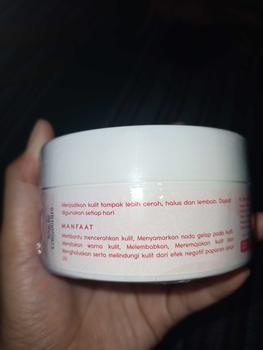 Menjadikan kulit tampak lebih cerah, halus dan lembab. Dapat
digunakan setiap hari
MANFAAT
Membantu mencerahkan kulit, Menyamarkan noda gelap pada kulit,
Meratakan warna kulit, Melembabkan, Meremajakan kulit dan
Menghaluskan serta melindungi kulit dari efek negatif paparan sinar
UV